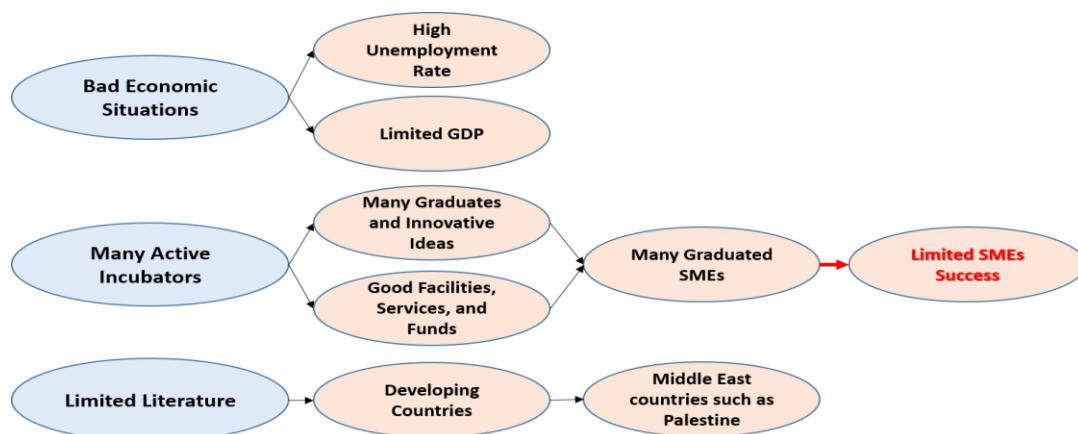 Bad Economic
Situations
High
Unemployment
Rate
Limited GDP
Many Active
Incubators
Many Graduates
and Innovative
Ideas
Good Facilities,
Services, and
Funds
Many Graduated
SMEs
Limited SMEs
Success
Limited Literature
Developing
Countries
Middle East
countries such as
Palestine